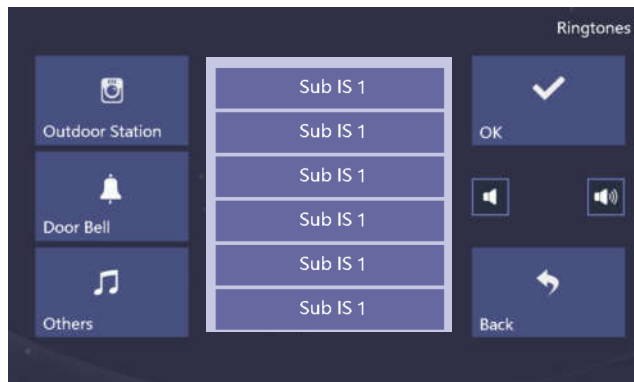 Ringtones
Outdoor Station
Door Bell
Others
Sub IS 1
Sub IS 1
Sub IS 1
Sub IS 1
Sub IS 1
Sub IS 1
OK
Back